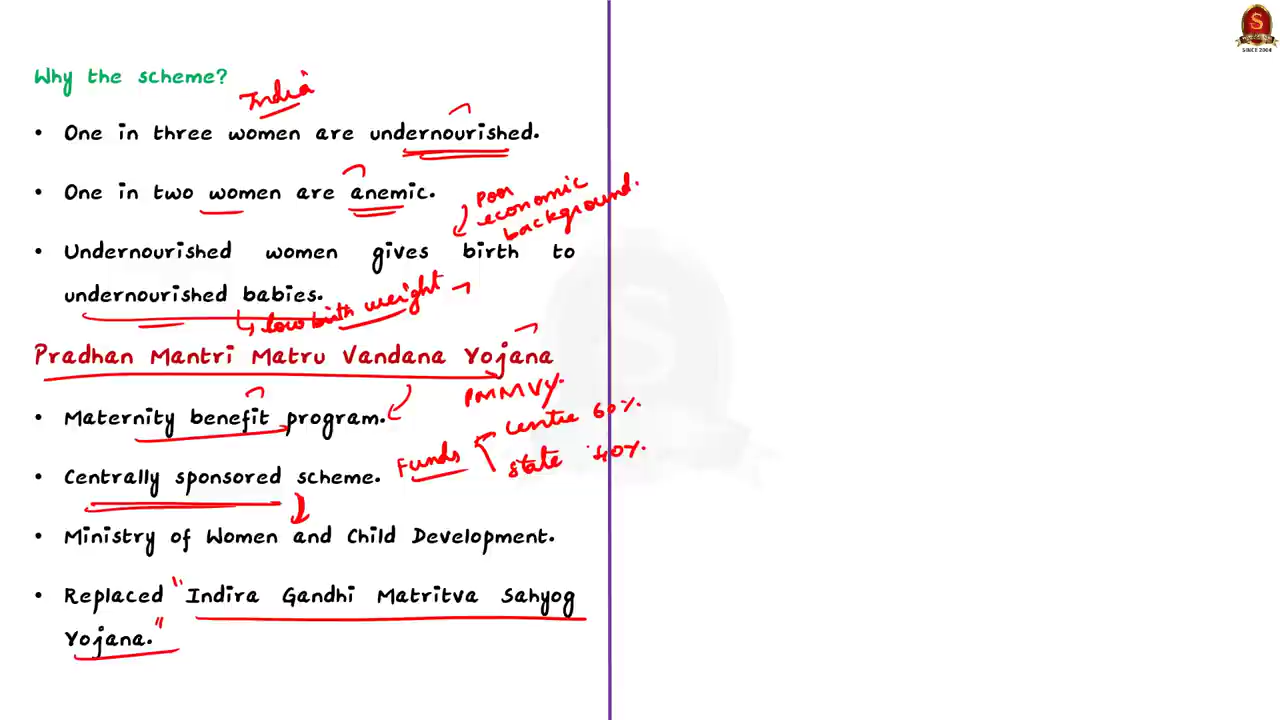 Why the scheme?
India
• One in three women are undernourished.
• One in two women are anemic.
Poor
economic
background.
• Undernourished women gives birth to
undernourished babies.
low birth weight
Pradhan Mantri Matru Vandana Yojana
PMMVY.
• Maternity benefit program.
Centre 60%.
Funds
state 40%.
• Centrally sponsored scheme.
• Ministry of Women and Child Development.
• Replaced "Indira Gandhi Matritva Sahyog
Yojana."
S
SINCE 2004